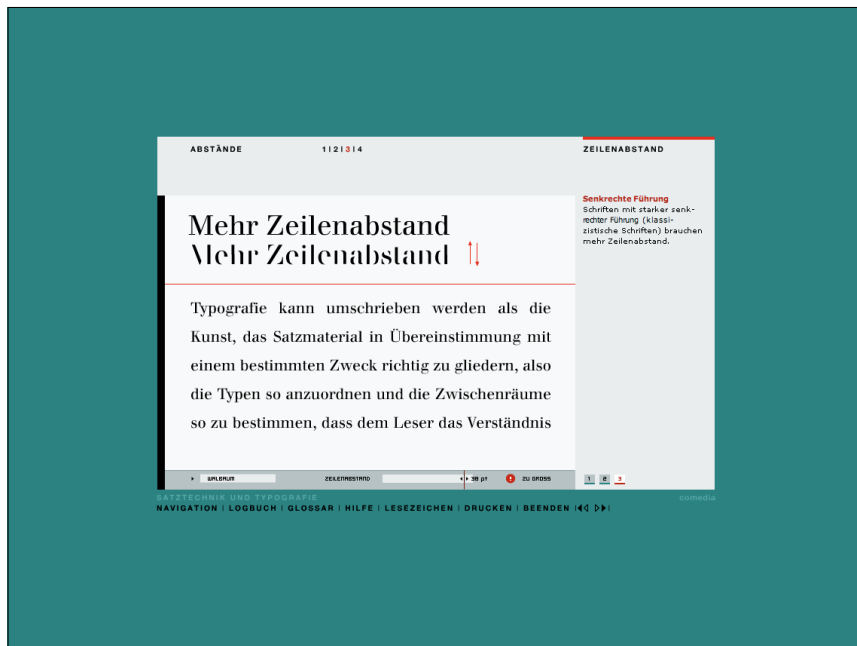 ABSTÄNDE
1|2|3|4
ZEILENABSTAND
Mehr Zeilenabstand
Mehr Zeilenabstand
Senkrechte Führung
Schriften mit starker senk-
rechter Führung (klassi-
zistische Schriften) brauchen
mehr Zeilenabstand.
Typografie kann umschrieben werden als die
Kunst, das Satzmaterial in Übereinstimmung mit
einem bestimmten Zweck richtig zu gliedern, also
die Typen so anzuordnen und die Zwischenräume
so zu bestimmen, dass dem Leser das Verständnis
WALBAUM
ZEILENABSTAND
38 pT
ZU GROSS
1 2 3
SATZTECHNIK UND TYPOGRAFIE
comedia
NAVIGATION | LOGBUCH | GLOSSAR | HILFE | LESEZEICHEN | DRUCKEN | BEENDEN